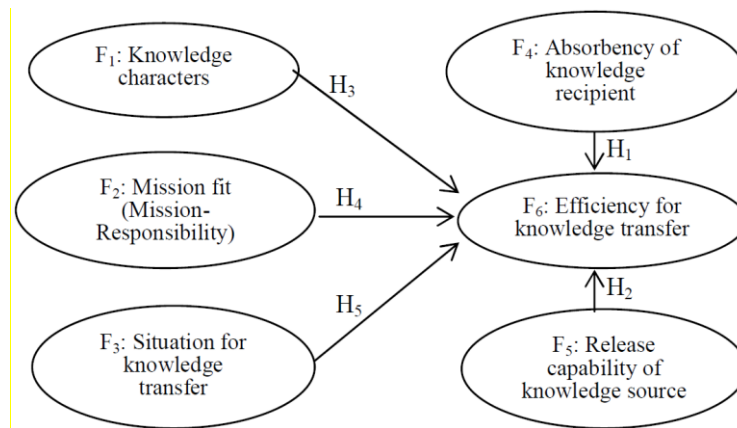 F₁: Knowledge
characters
H₃
F₄: Absorbency of
knowledge
recipient
H₁
F₂: Mission fit
(Mission-
Responsibility)
H₄
F₆: Efficiency for
knowledge transfer
H₅
H₂
F₃: Situation for
knowledge
transfer
F₅: Release
capability of
knowledge source